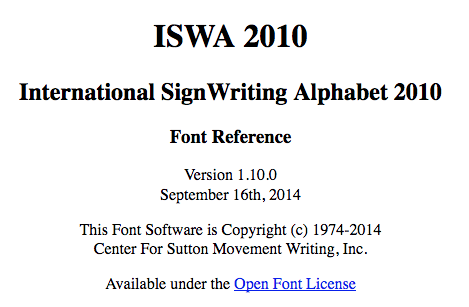 ISWA 2010
International SignWriting Alphabet 2010
Font Reference
Version 1.10.0
September 16th, 2014
This Font Software is Copyright (c) 1974-2014
Center For Sutton Movement Writing, Inc.
Available under the Open Font License